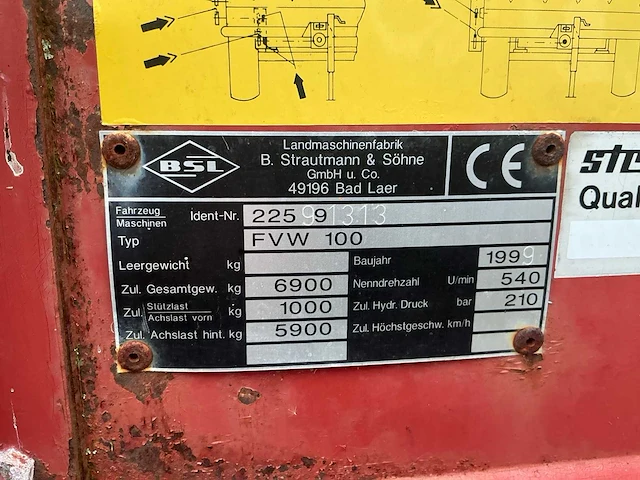 BSL
Landmaschinenfabrik
B. Strautmann & Söhne
GmbH u. Co.
49196 Bad Laer
CE
Fahrzeug
Maschinen
Ident-Nr. 22591313
Typ FVW 100
Leergewicht kg
Zul. Gesamtgew. kg 6900
Zul. Stützlast
Achslast vorn kg 1000
Zul. Achslast hint. kg 5900
Baujahr 1999
Nenndrehzahl U/min 540
Zul. Hydr. Druck bar 210
Zul. Höchstgeschw. km/h
Qual